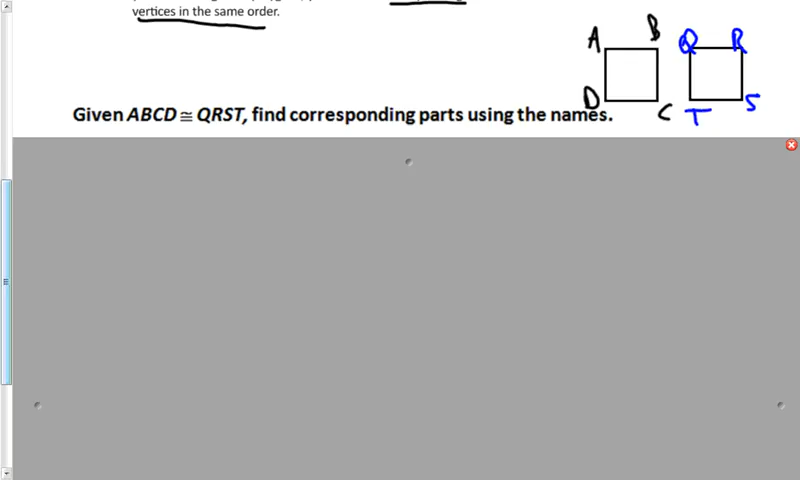 vertices in the same order.
A B Q R
D C T S
Given ABCD ≅ QRST, find corresponding parts using the names.